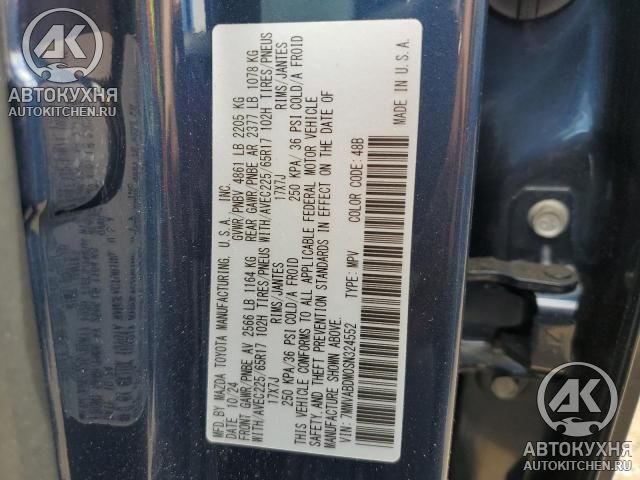 MFD.BY MAZDA TOYOTA MANUFACTURING, U.S.A. INC.
DATE: 10/24 GVWR/PNBV 4861 LB 2205 KG
FRONT GAWR/PNBE AV 2566 LB 1164 KG REAR GAWR/PNBE AR 2377 LB 1078 KG
WITH/AVEC225/65R17 102H TIRES/PNEUS WITH/AVEC225/65R17 102H TIRES/PNEUS
17X7J RIMS/JANTES 17X7J RIMS/JANTES
250 KPA/36 PSI COLD/A FROID 250 KPA/ 36 PSI COLD/A FROID
THIS VEHICLE CONFORMS TO ALL APPLICABLE FEDERAL MOTOR VEHICLE
SAFETY, AND THEFT PREVENTION STANDARDS IN EFFECT ON THE DATE OF
MANUFACTURE SHOWN ABOVE.
VIN: TYPE: MPV COLOR CODE: 48B
MADE IN U.S.A.
АК
АВТОКУХНЯ
AUTOKITCHEN.RU
АК
АВТОКУХНЯ
AUTOKITCHEN.RU